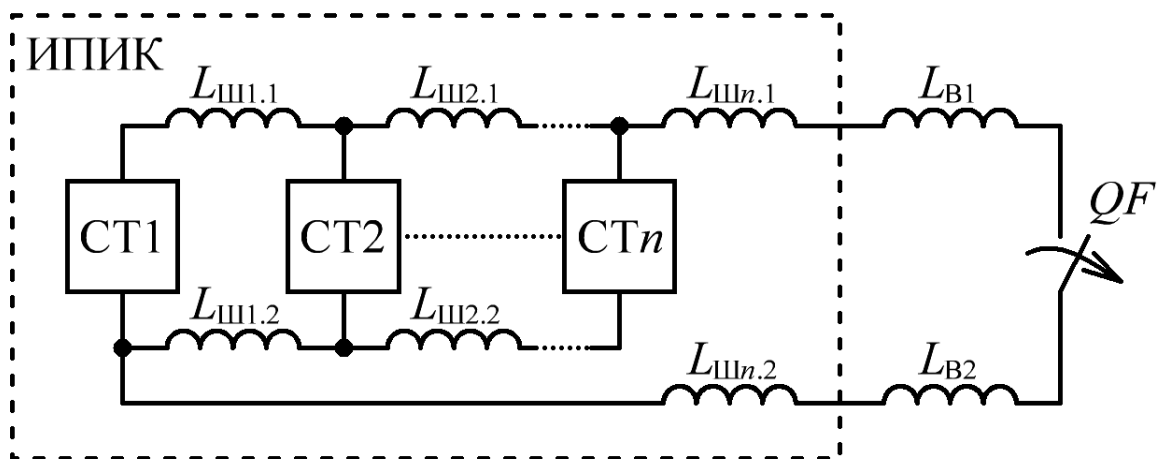 ИПИК
LШ1.1
LШ2.1
LШn.1
LВ1
СТ1
СТ2
СТn
QF
LШ1.2
LШ2.2
LШn.2
LВ2